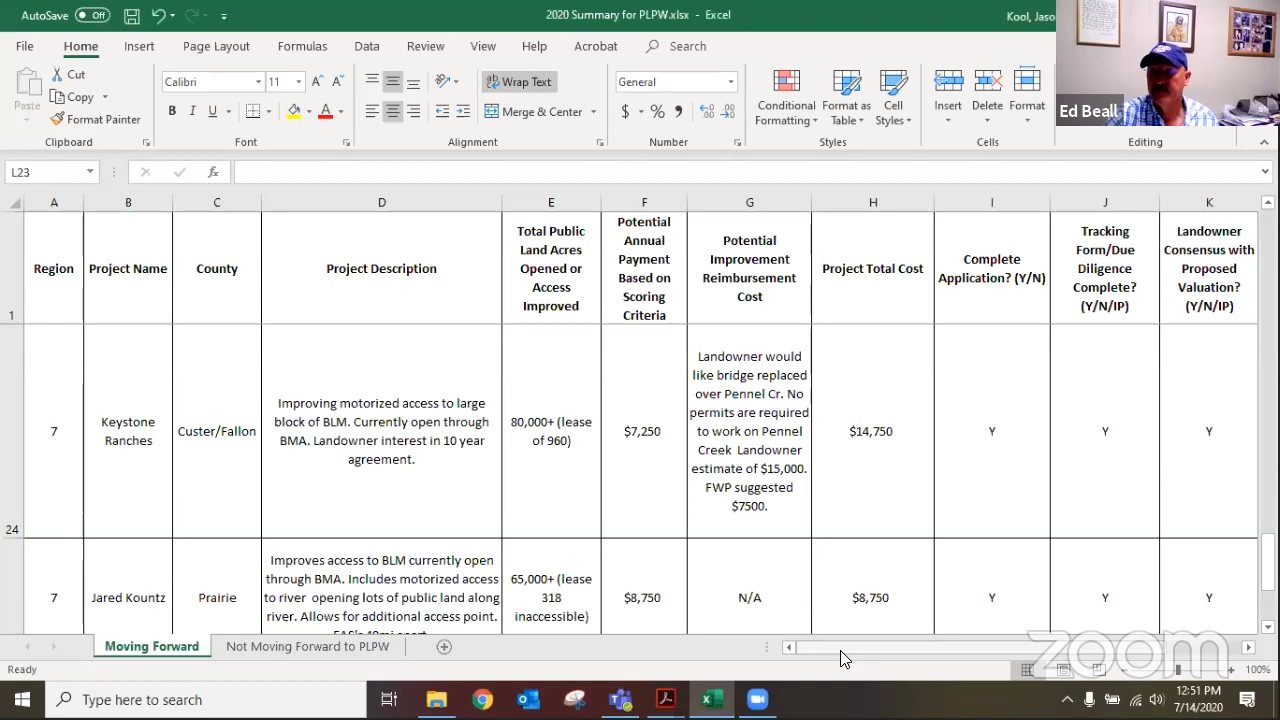 AutoSave Off
2020 Summary for PLPW.xlsx - Excel
Kool, Jaso
File Home Insert Page Layout Formulas Data Review View Help Acrobat Search
Ed Beall
Paste
Cut
Copy
Format Painter
Clipboard
Calibri 11
B I U
Font
Wrap Text
Merge & Center
Alignment
General
$ % ,
Number
Conditional Formatting
Format as Table
Cell Styles
Styles
Insert Delete Format
Cells
Editing
L23 fx
A B C D E F G H I J K
1
Region
Project Name
County
Project Description
Total Public
Land Acres
Opened or
Access
Improved
Potential
Annual
Payment
Based on
Scoring
Criteria
Potential
Improvement
Reimbursement
Cost
Project Total Cost
Complete
Application? (Y/N)
Tracking
Form/Due
Diligence
Complete?
(Y/N/IP)
Landowner
Consensus with
Proposed
Valuation?
(Y/N/IP)
24
7
Keystone
Ranches
Custer/Fallon
Improving motorized access to large
block of BLM. Currently open through
BMA. Landowner interest in 10 year
agreement.
80,000+ (lease
of 960)
$7,250
Landowner would
like bridge replaced
over Pennel Cr. No
permits are required
to work on Pennel
Creek Landowner
estimate of $15,000.
FWP suggested
$7500.
$14,750
Y
Y
Y
7
Jared Kountz
Prairie
Improves access to BLM currently open
through BMA. Includes motorized access
to river opening lots of public land along
river. Allows for additional access point.
65,000+ (lease
318
inaccessible)
$8,750
N/A
$8,750
Y
Y
Y
Moving Forward Not Moving Forward to PLPW
zoom
Ready
100%
Type here to search
12:51 PM
7/14/2020